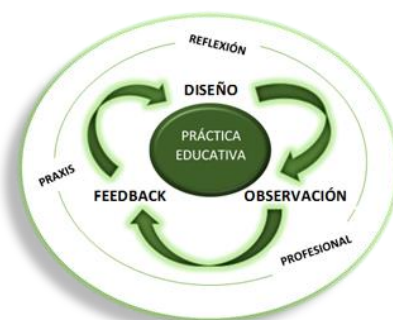 REFLEXIÓN
DISEÑO
PRÁCTICA
EDUCATIVA
PRAXIS
FEEDBACK
OBSERVACIÓN
PROFESIONAL